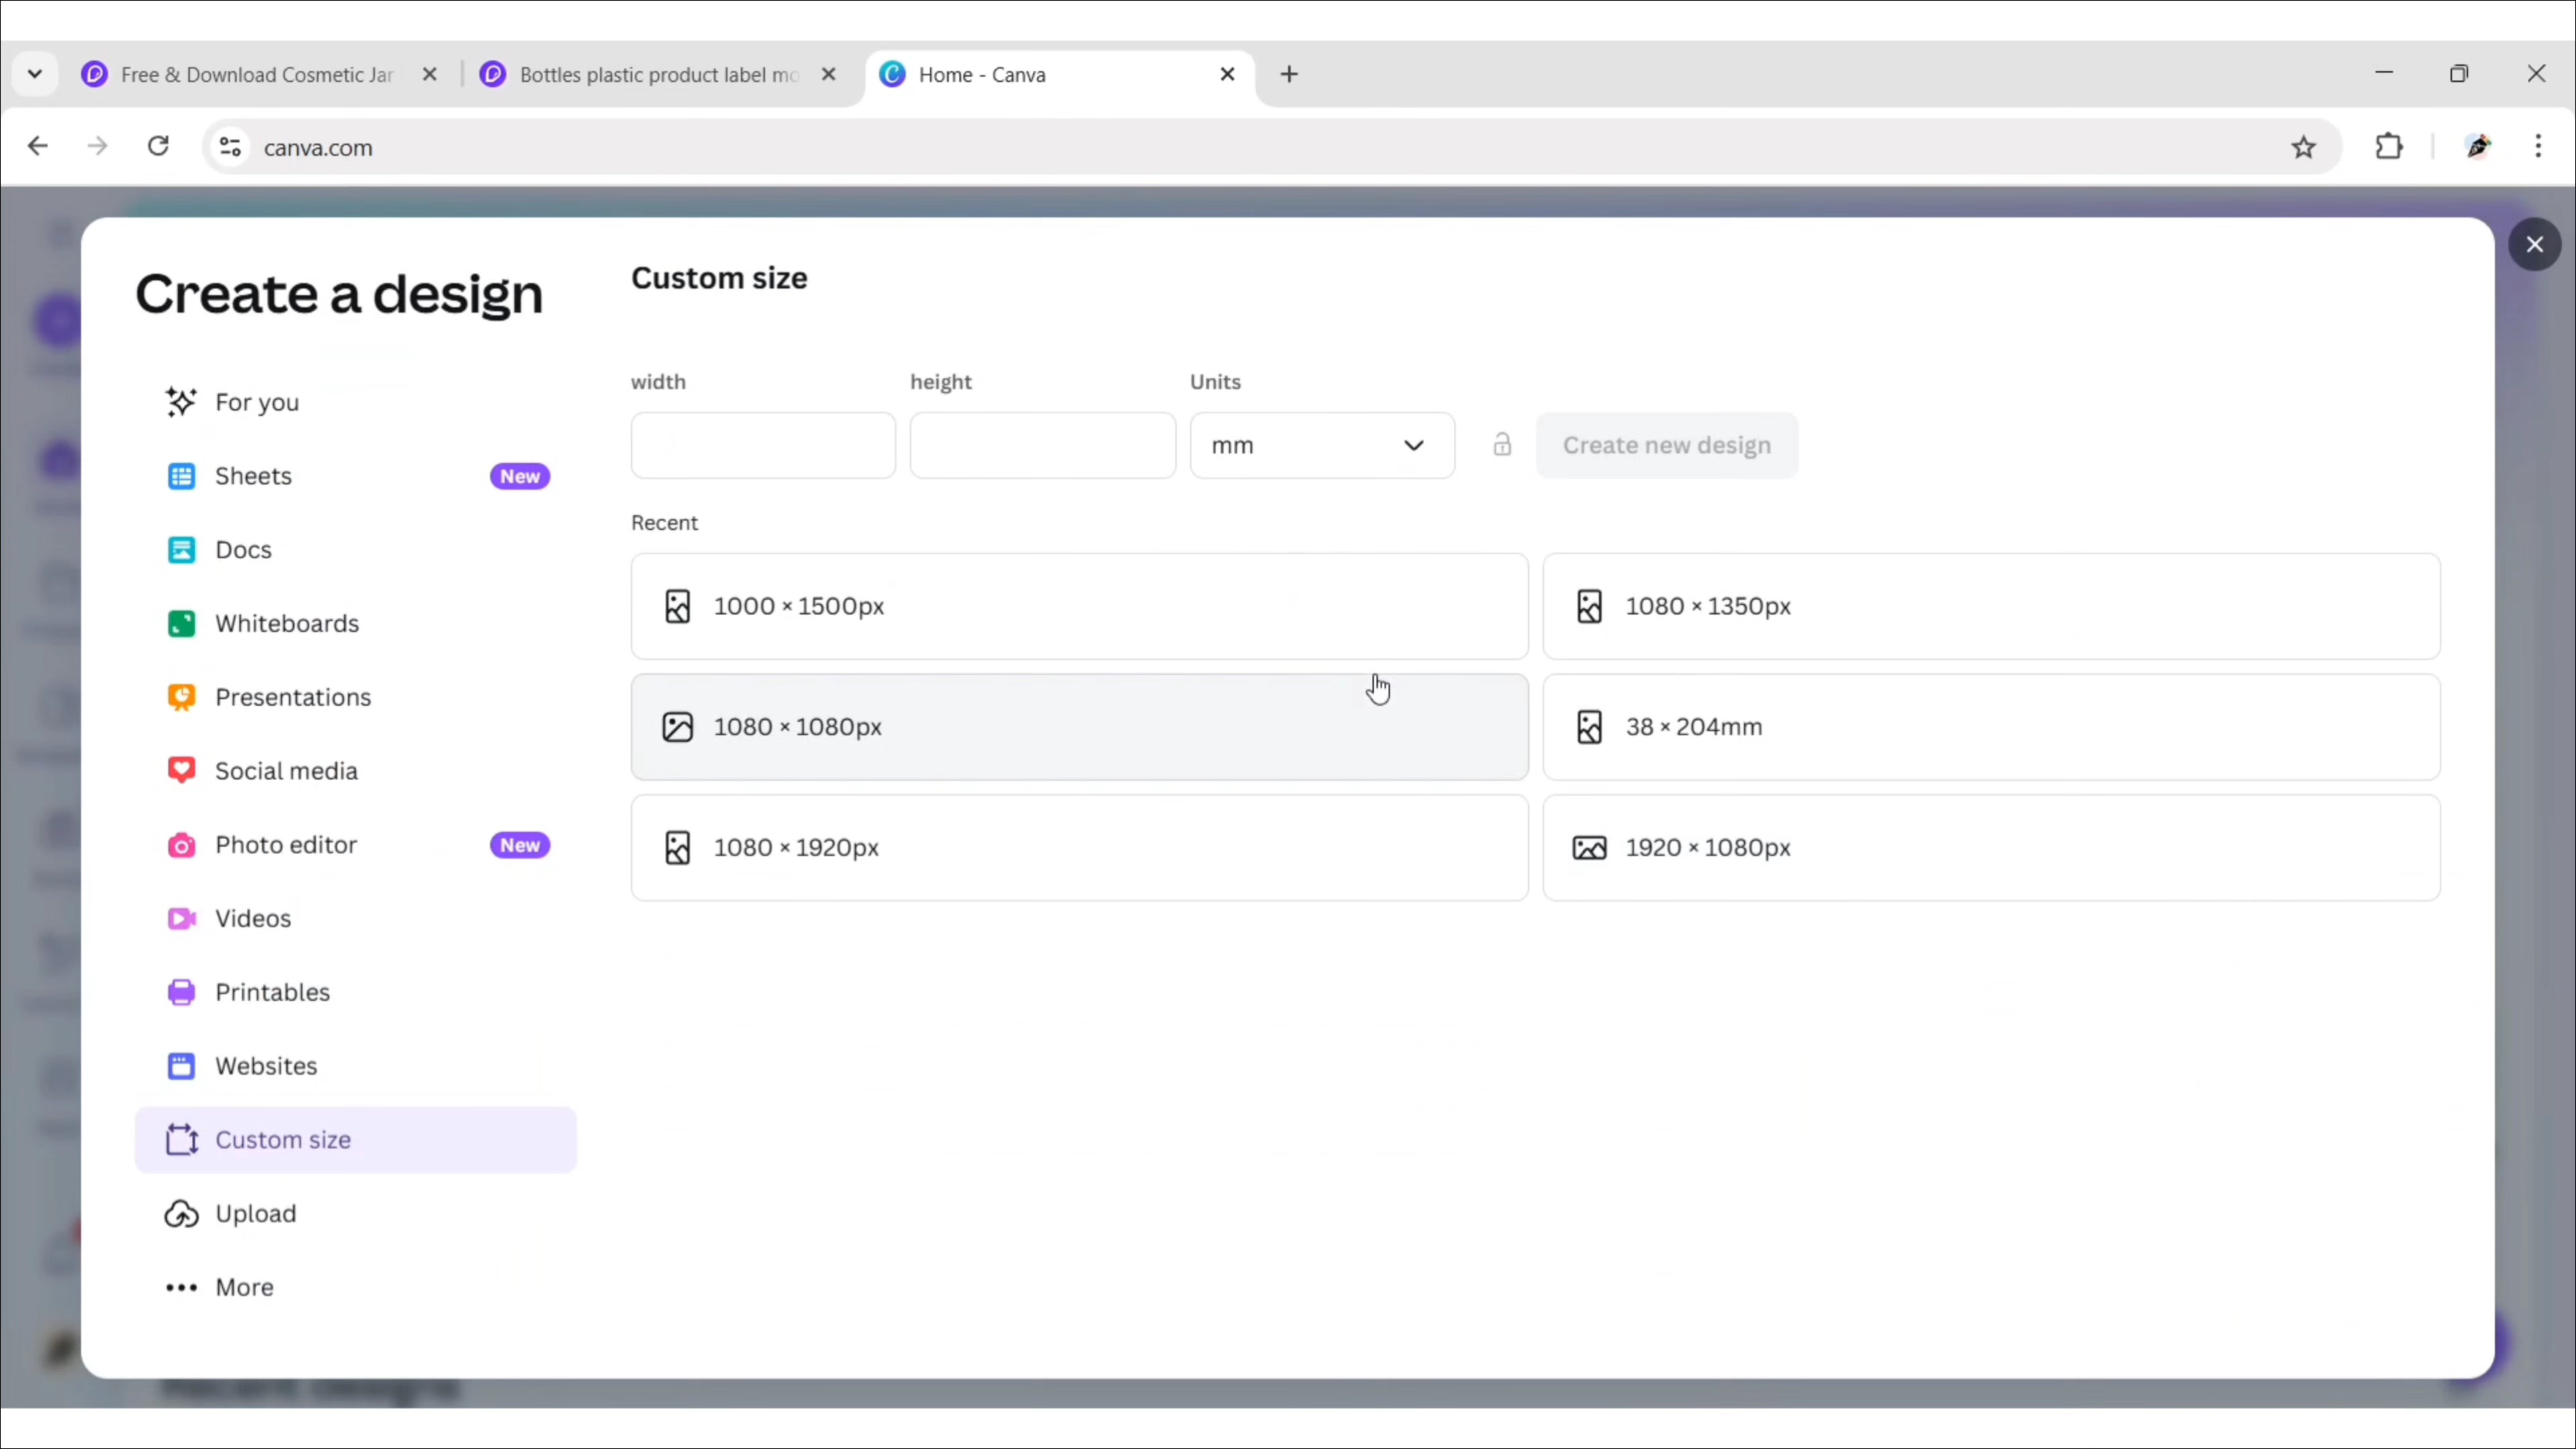 Free & Download Cosmetic Jar
Bottles plastic product label mo
Home - Canva
canva.com
Create a design
For you
Sheets New
Docs
Whiteboards
Presentations
Social media
Photo editor New
Videos
Printables
Websites
Custom size
Upload
More
Custom size
width height Units
mm Create new design
Recent
1000 × 1500px
1080 × 1350px
1080 × 1080px
38 × 204mm
1080 × 1920px
1920 × 1080px
Recent designs